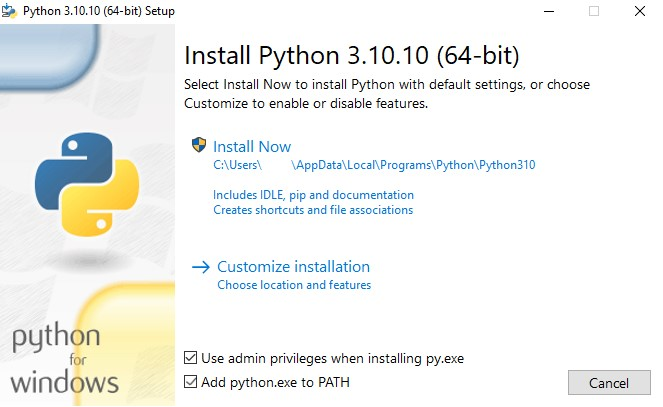 Python 3.10.10 (64-bit) Setup
Install Python 3.10.10 (64-bit)
Select Install Now to install Python with default settings, or choose
Customize to enable or disable features.
Install Now
C:\Users\ \AppData\Local\Programs\Python\Python310
Includes IDLE, pip and documentation
Creates shortcuts and file associations
Customize installation
Choose location and features
python
for
windows
Use admin privileges when installing py.exe
Add python.exe to PATH
Cancel